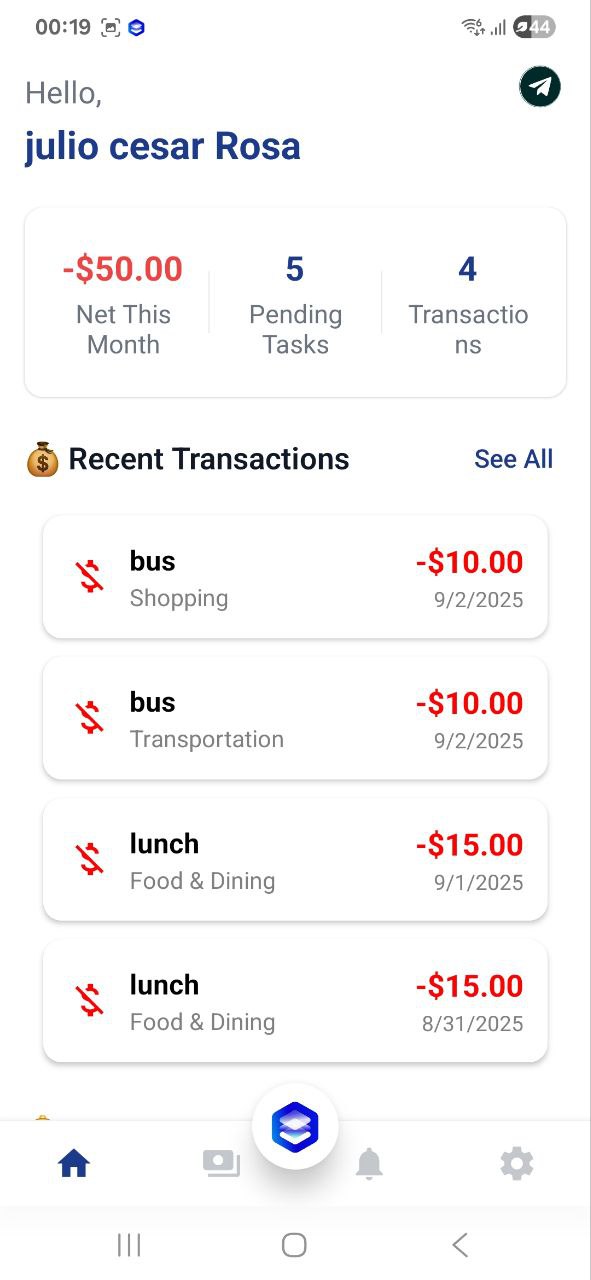 00:19
44
Hello,
julio cesar Rosa
-$50.00
Net This
Month
5
Pending
Tasks
4
Transactio
ns
Recent Transactions
See All
bus
-$10.00
Shopping
9/2/2025
bus
-$10.00
Transportation
9/2/2025
lunch
-$15.00
Food & Dining
9/1/2025
lunch
-$15.00
Food & Dining
8/31/2025